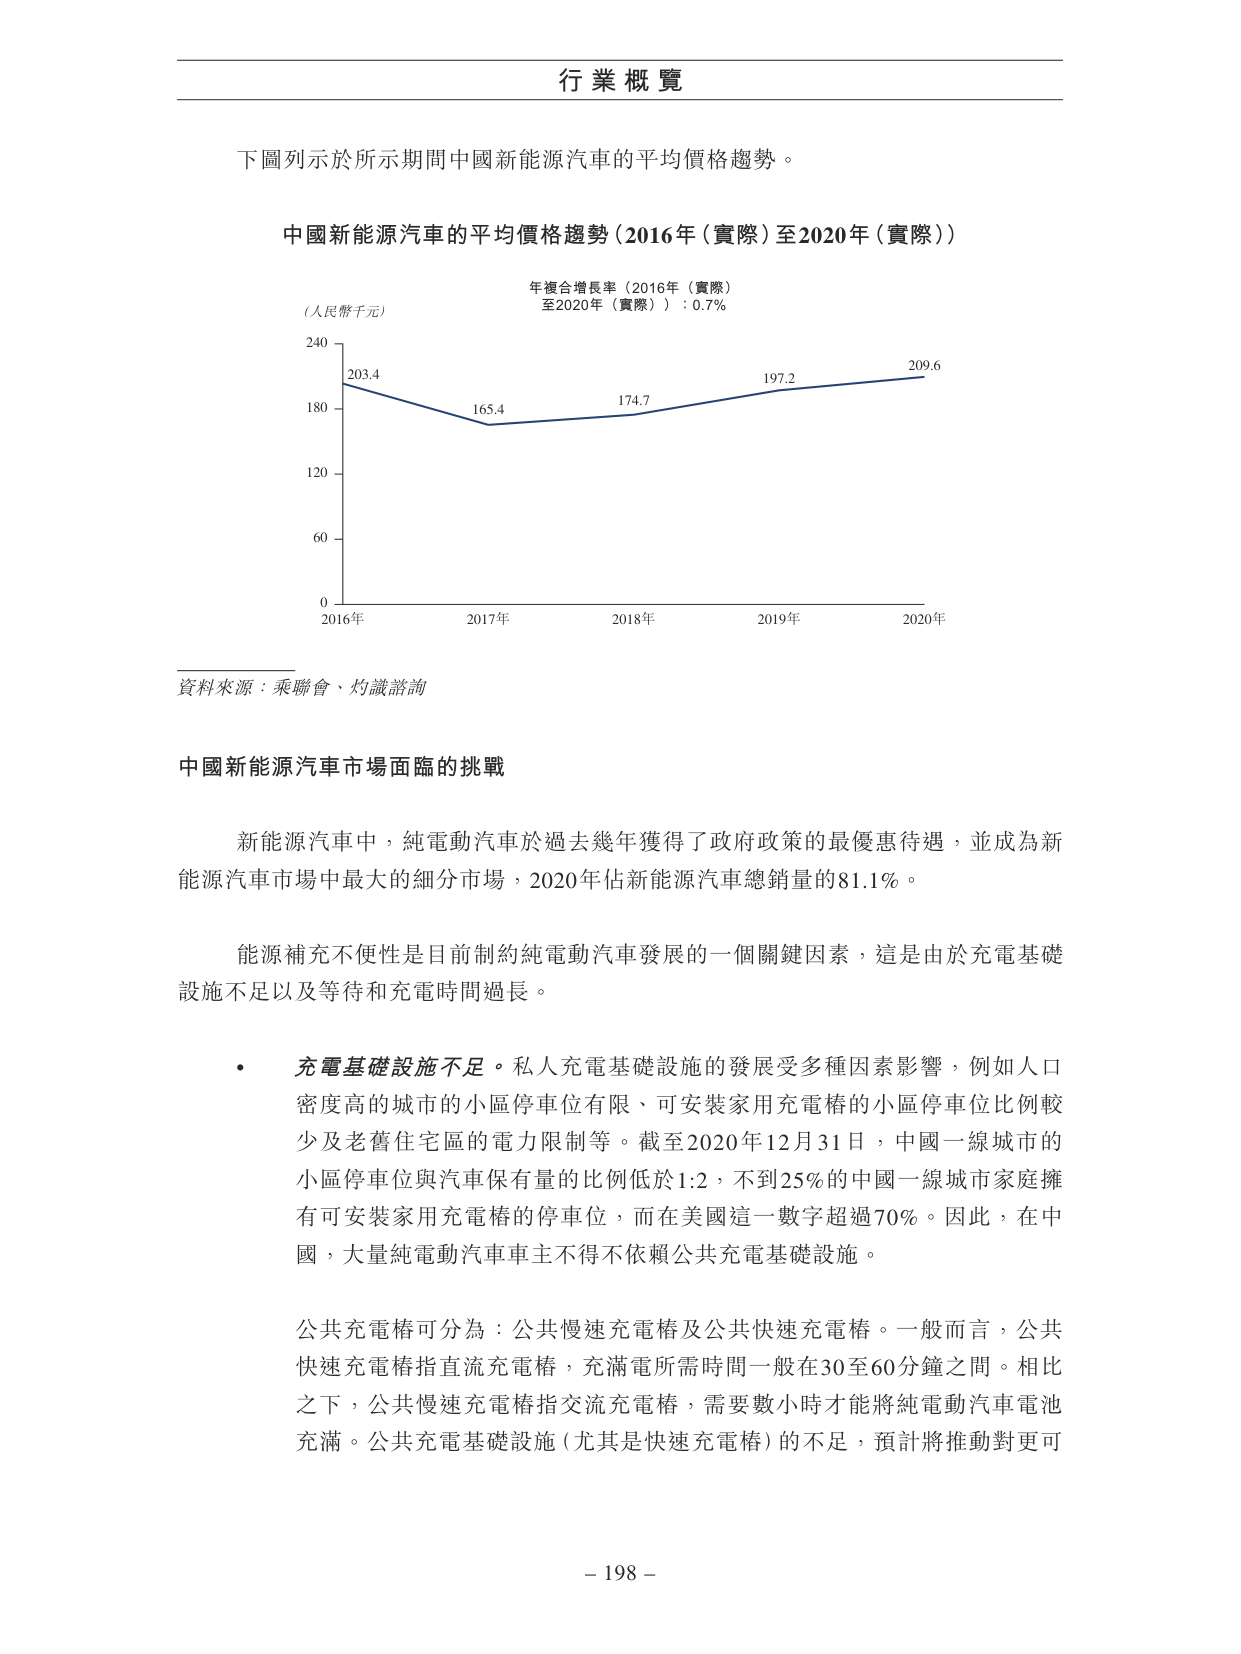 行業概覽
下圖列示於所示期間中國新能源汽車的平均價格趨勢。
中國新能源汽車的平均價格趨勢(2016年(實際)至2020年(實際))
年複合增長率（2016年（實際）
至2020年（實際））：0.7%
(人民幣千元)
240
203.4
165.4
174.7
197.2
209.6
180
120
60
0
2016年 2017年 2018年 2019年 2020年
資料來源：乘聯會、灼識諮詢
中國新能源汽車市場面臨的挑戰
新能源汽車中，純電動汽車於過去幾年獲得了政府政策的最優惠待遇，並成為新
能源汽車市場中最大的細分市場，2020年佔新能源汽車總銷量的81.1%。
能源補充不便性是目前制約純電動汽車發展的一個關鍵因素，這是由於充電基礎
設施不足以及等待和充電時間過長。
• 充電基礎設施不足。私人充電基礎設施的發展受多種因素影響，例如人口
密度高的城市的小區停車位有限、可安裝家用充電樁的小區停車位比例較
少及老舊住宅區的電力限制等。截至2020年12月31日，中國一線城市的
小區停車位與汽車保有量的比例低於1:2，不到25%的中國一線城市家庭擁
有可安裝家用充電樁的停車位，而在美國這一數字超過70%。因此，在中
國，大量純電動汽車車主不得不依賴公共充電基礎設施。
公共充電樁可分為：公共慢速充電樁及公共快速充電樁。一般而言，公共
快速充電樁指直流充電樁，充滿電所需時間一般在30至60分鐘之間。相比
之下，公共慢速充電樁指交流充電樁，需要數小時才能將純電動汽車電池
充滿。公共充電基礎設施(尤其是快速充電樁)的不足，預計將推動對更可
– 198 –